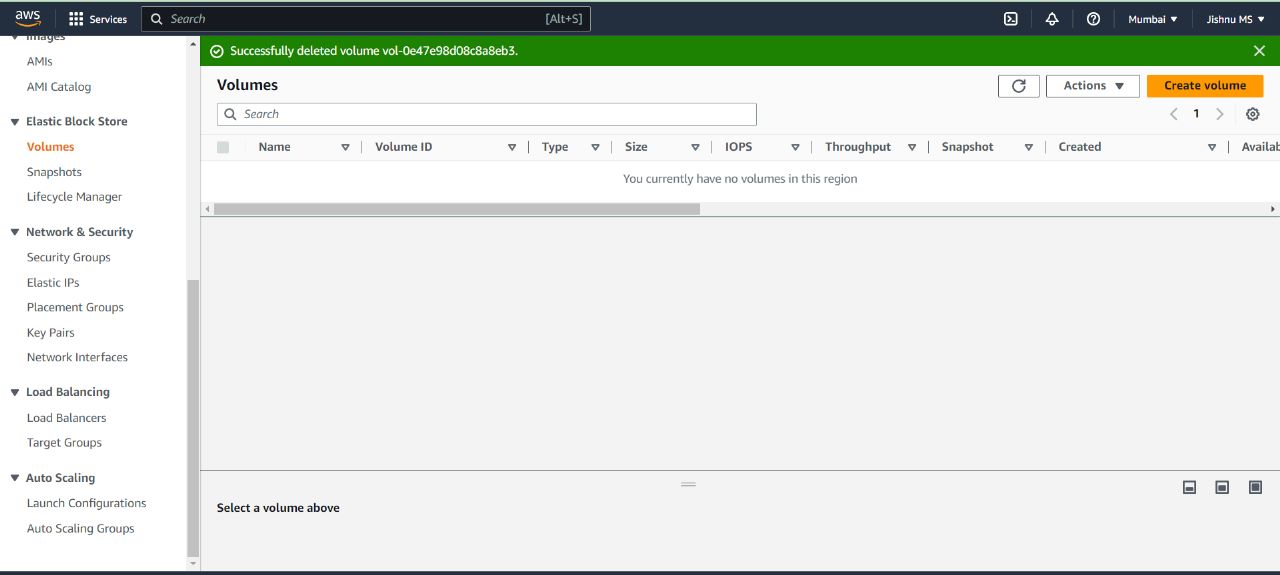 aws Services Search [Alt+S] Mumbai Jishnu MS
Images
AMIs
AMI Catalog
Elastic Block Store
Volumes
Snapshots
Lifecycle Manager
Network & Security
Security Groups
Elastic IPs
Placement Groups
Key Pairs
Network Interfaces
Load Balancing
Load Balancers
Target Groups
Auto Scaling
Launch Configurations
Auto Scaling Groups
Successfully deleted volume vol-0e47e98d08c8a8eb3.
Volumes Actions Create volume
Search 1
Name Volume ID Type Size IOPS Throughput Snapshot Created Availab
You currently have no volumes in this region
Select a volume above